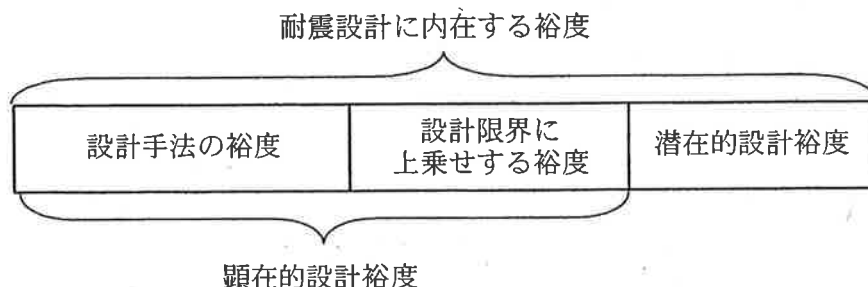 耐震設計に内在する裕度
設計手法の裕度
設計限界に
上乗せする裕度
潜在的設計裕度
顕在的設計裕度